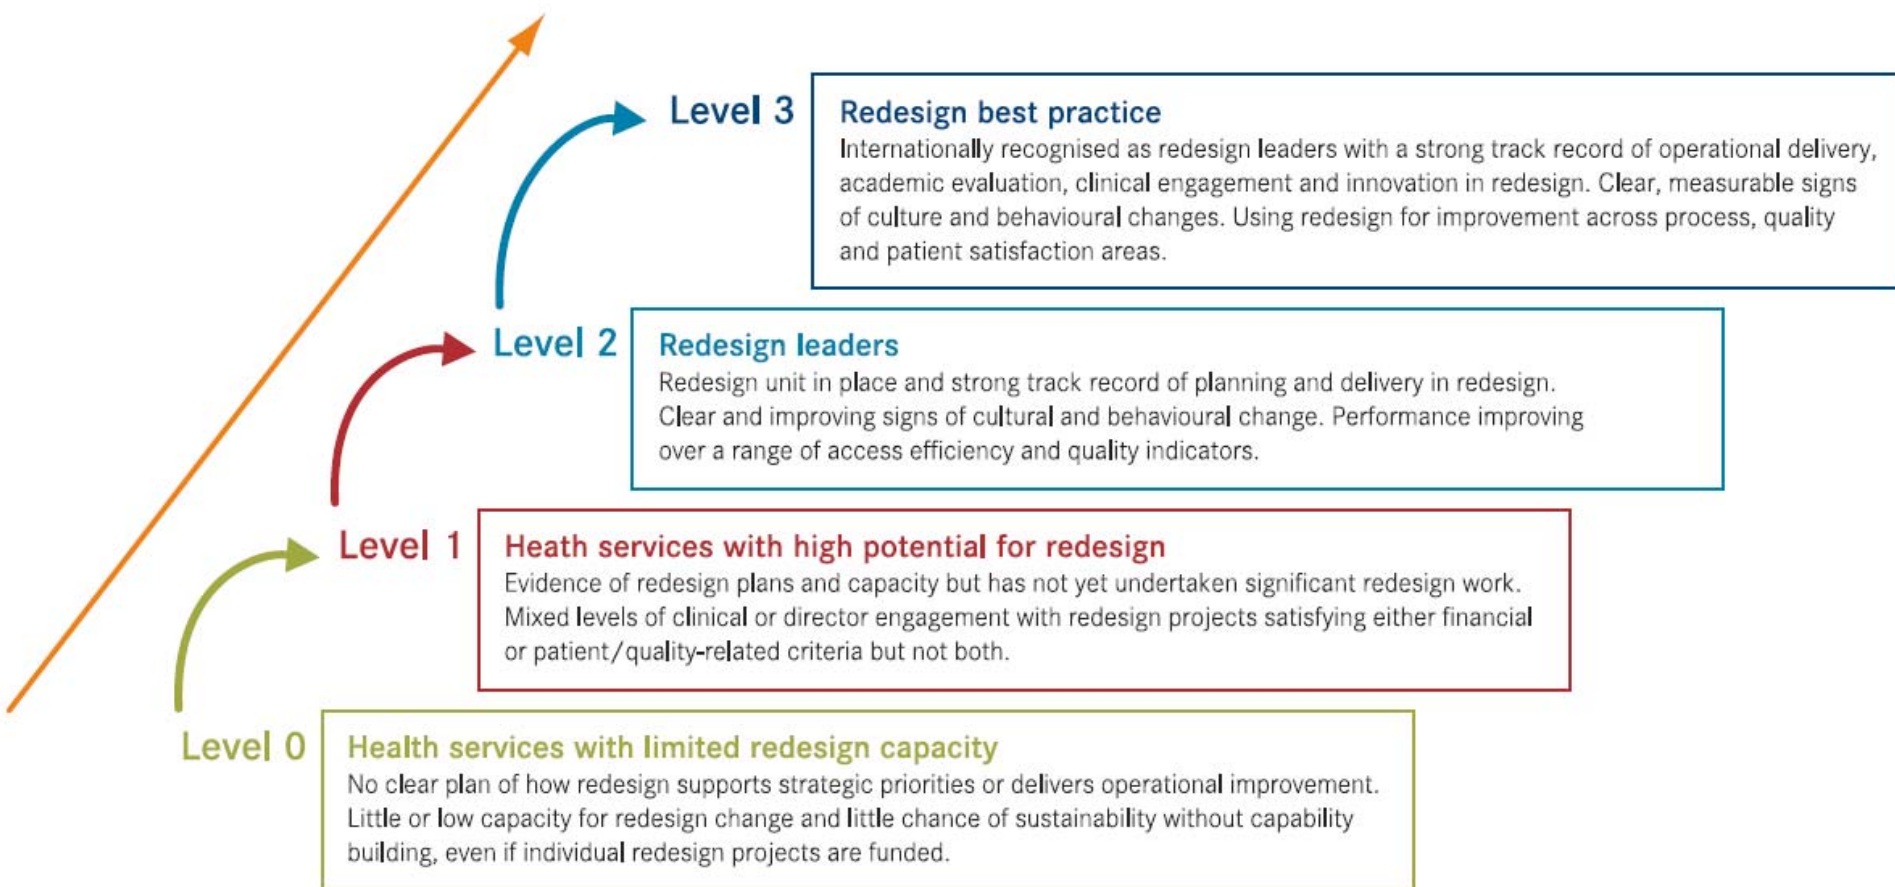 Level 3
Redesign best practice
Internationally recognised as redesign leaders with a strong track record of operational delivery,
academic evaluation, clinical engagement and innovation in redesign. Clear, measurable signs
of culture and behavioural changes. Using redesign for improvement across process, quality
and patient satisfaction areas.
Level 2
Redesign leaders
Redesign unit in place and strong track record of planning and delivery in redesign.
Clear and improving signs of cultural and behavioural change. Performance improving
over a range of access efficiency and quality indicators.
Level 1
Heath services with high potential for redesign
Evidence of redesign plans and capacity but has not yet undertaken significant redesign work.
Mixed levels of clinical or director engagement with redesign projects satisfying either financial
or patient/quality-related criteria but not both.
Level 0
Health services with limited redesign capacity
No clear plan of how redesign supports strategic priorities or delivers operational improvement.
Little or low capacity for redesign change and little chance of sustainability without capability
building, even if individual redesign projects are funded.